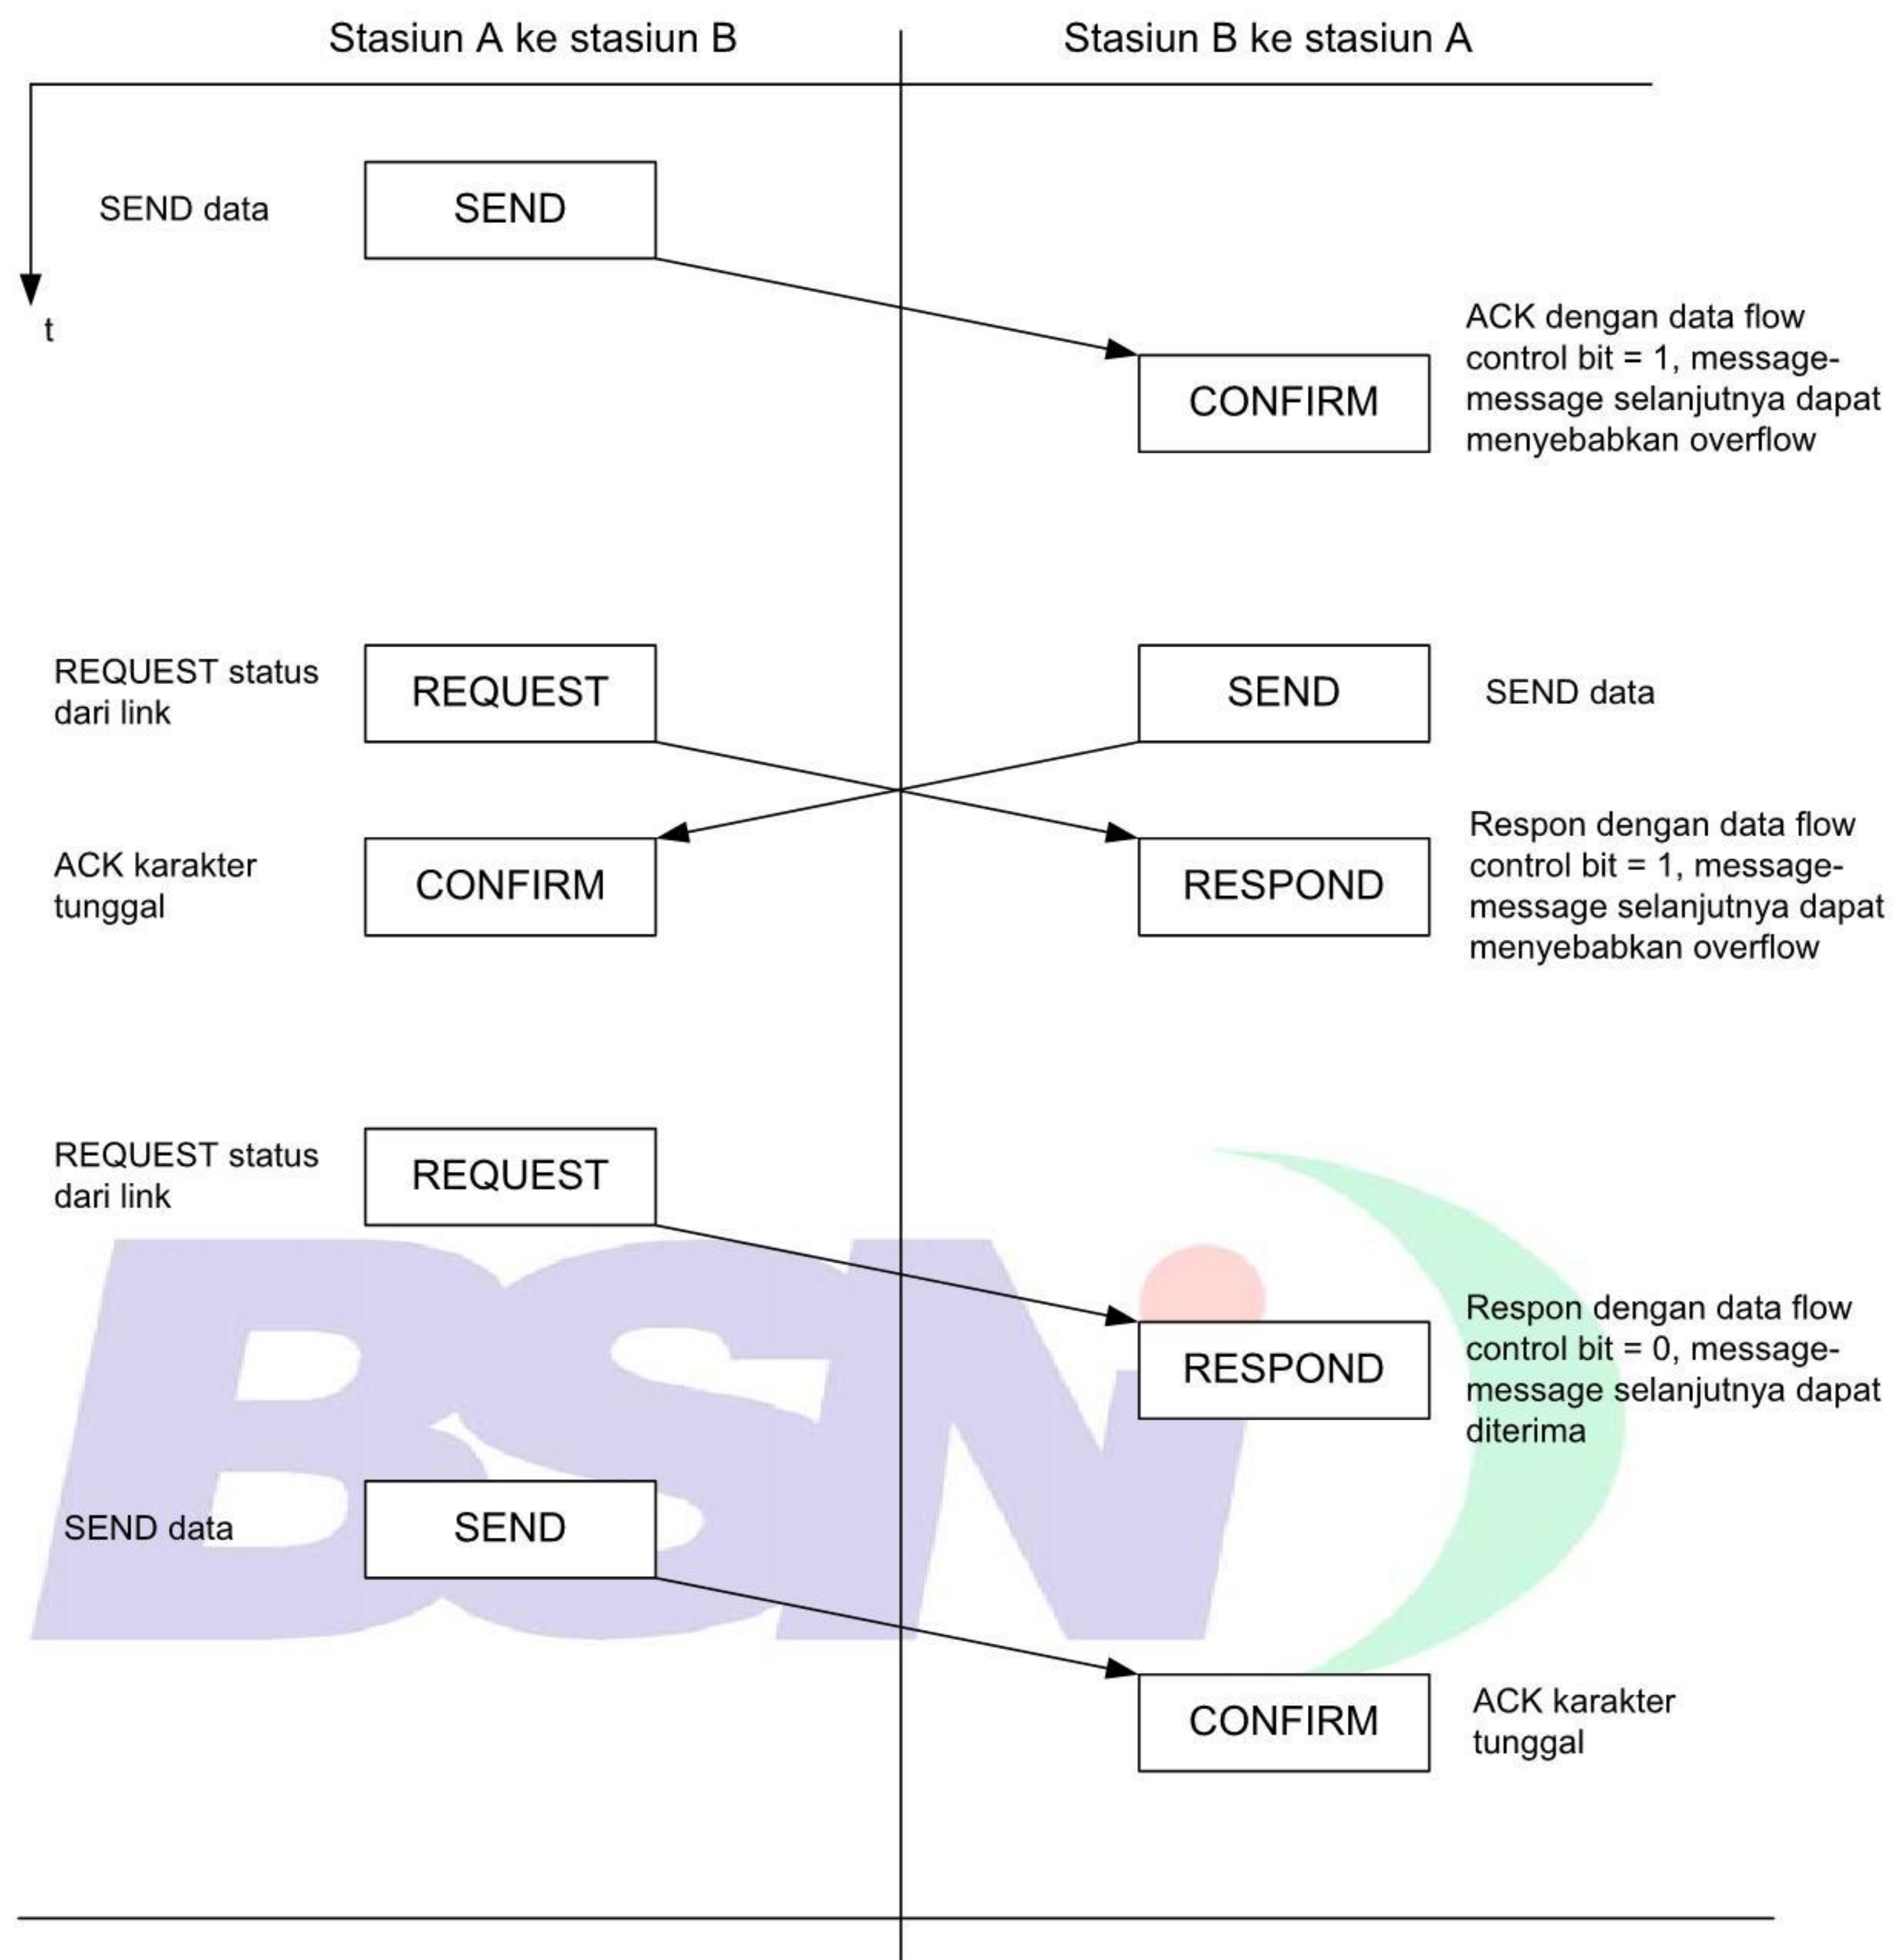 Stasiun A ke stasiun B
Stasiun B ke stasiun A
t
SEND data
SEND
CONFIRM
ACK dengan data flow
control bit = 1, message-
message selanjutnya dapat
menyebabkan overflow
REQUEST status
dari link
REQUEST
SEND
SEND data
ACK karakter
tunggal
CONFIRM
RESPOND
Respon dengan data flow
control bit = 1, message-
message selanjutnya dapat
menyebabkan overflow
REQUEST status
dari link
REQUEST
RESPOND
Respon dengan data flow
control bit = 0, message-
message selanjutnya dapat
diterima
SEND data
SEND
BSN
CONFIRM
ACK karakter
tunggal